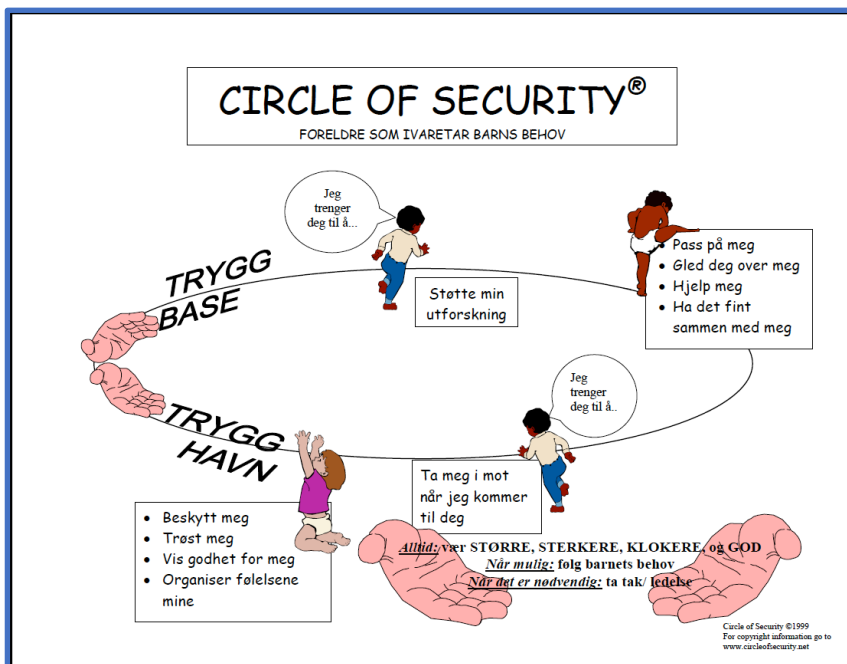 CIRCLE OF SECURITY®
FORELDRE SOM IVARETAR BARNS BEHOV
Jeg
trenger
deg til å...
TRYGG
BASE
Støtte min
utforskning
• Pass på meg
• Gled deg over meg
• Hjelp meg
• Ha det fint
sammen med meg
Jeg
trenger
deg til å..
TRYGG
HAVN
Ta meg i mot
når jeg kommer
til deg
• Beskytt meg
• Trøst meg
• Vis godhet for meg
• Organiser følelsene
mine
Alltid: vær STØRRE, STERKERE, KLOKERE, og GOD
Når mulig: følg barnets behov
Når det er nødvendig: ta tak/ ledelse
Circle of Security ©1999
For copyright information go to
www.circleofsecurity.net